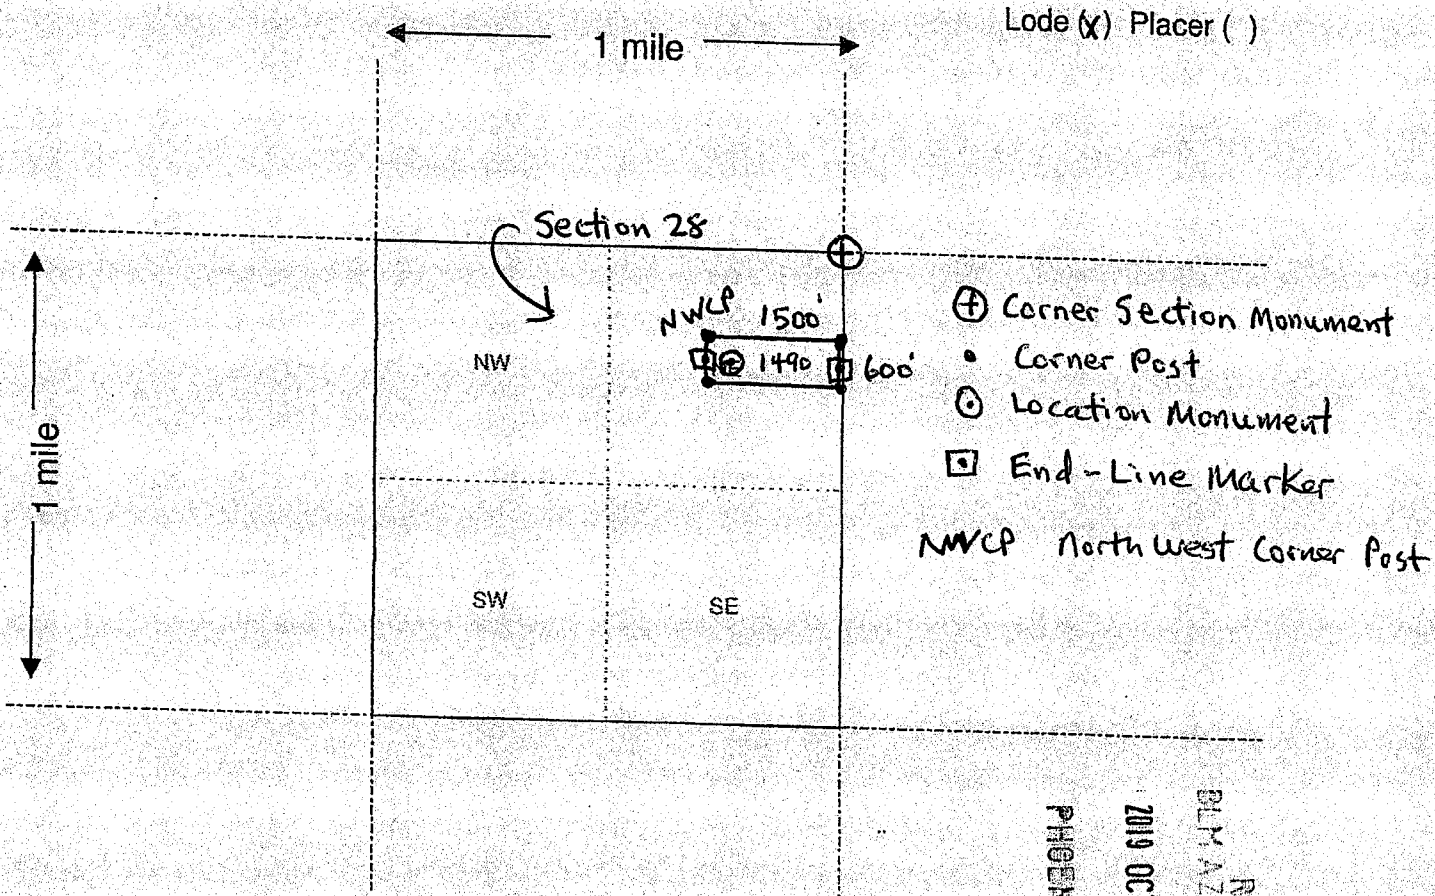 Lode (X) Placer ( )
1 mile
Section 28
NWCP 1500'
NW
1490
600'
1 mile
SW
SE
Corner Section Monument
Corner Post
Location Monument
End-Line Marker
NWCP North West Corner Post
BLM AZ
2019 OC
PHOEN